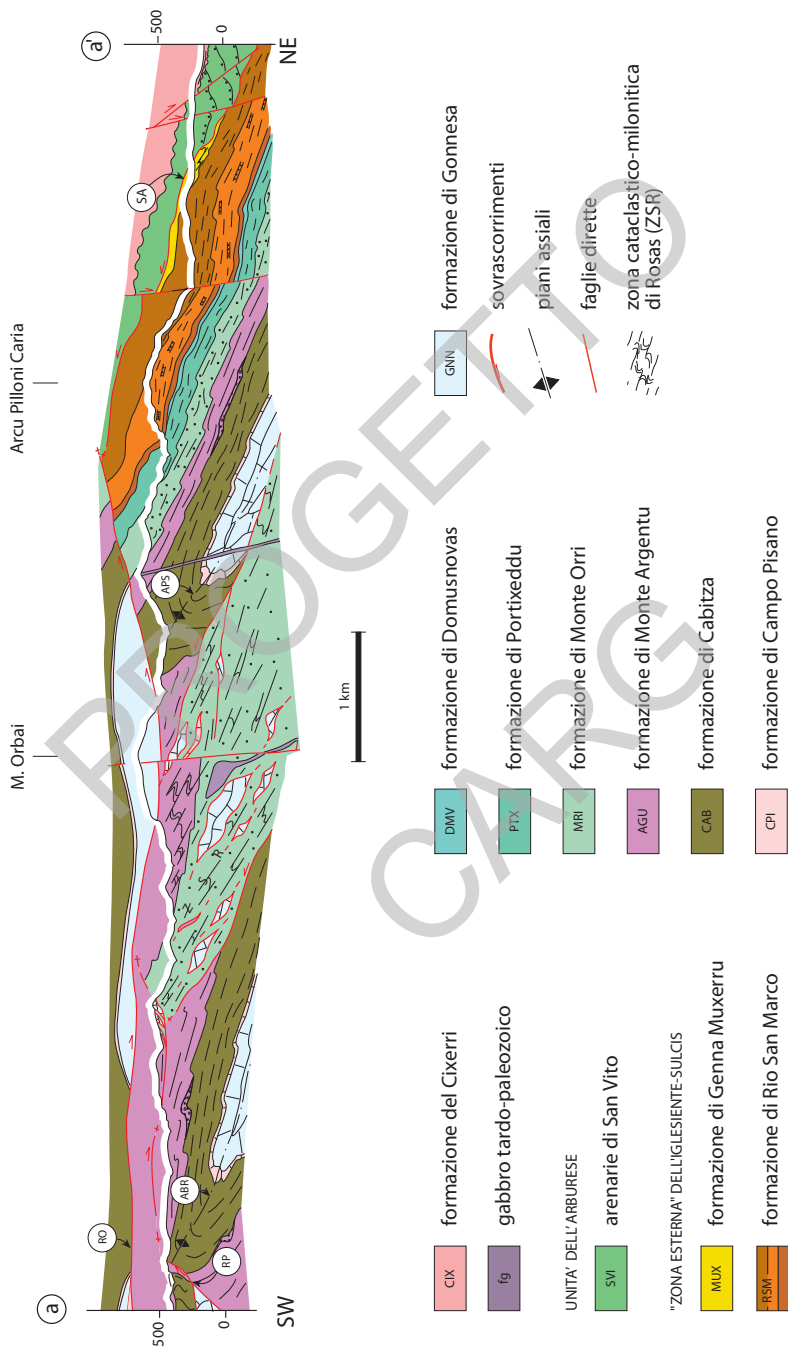 a
a'
M. Orbai
Arcu Pilloni Caria
RO
ABR
RP
APS
SA
Z S R
500
0
500
0
SW
NE
1 km
CIX formazione del Cixerri
fg gabbro tardo-paleozoico
UNITA' DELL'ARBURESE
SVI arenarie di San Vito
"ZONA ESTERNA" DELL'IGLESIENTE-SULCIS
MUX formazione di Genna Muxerru
RSM formazione di Rio San Marco
DMV formazione di Domusnovas
PTX formazione di Portixeddu
MRI formazione di Monte Orri
AGU formazione di Monte Argentu
CAB formazione di Cabitza
CPI formazione di Campo Pisano
GNN formazione di Gonnesa
sovrascorrimenti
piani assiali
faglie dirette
zona cataclastico-milonitica
di Rosas (ZSR)
PROGETTO
CARG